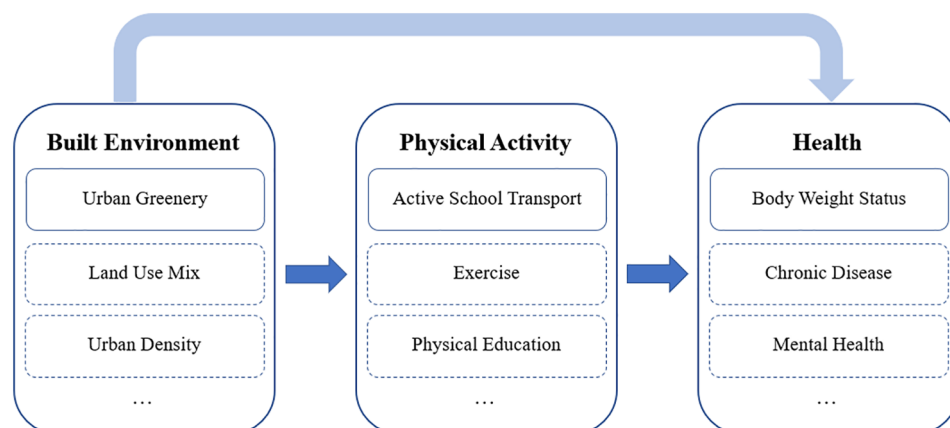 Built Environment
Urban Greenery
Land Use Mix
Urban Density
…
Physical Activity
Active School Transport
Exercise
Physical Education
…
Health
Body Weight Status
Chronic Disease
Mental Health
…